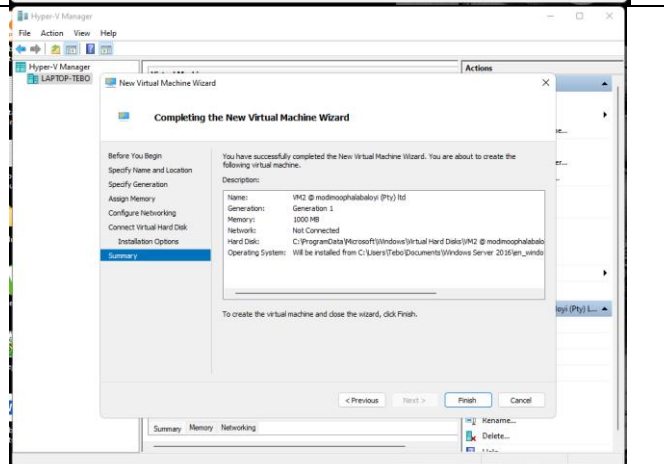 Hyper-V Manager
File Action View Help
Hyper-V Manager
LAPTOP-TEBO
Actions
New Virtual Machine Wizard
Completing the New Virtual Machine Wizard
Before You Begin
Specify Name and Location
Specify Generation
Assign Memory
Configure Networking
Connect Virtual Hard Disk
Installation Options
Summary
You have successfully completed the New Virtual Machine Wizard. You are about to create the
following virtual machine.
Description:
Name: VM2 @ modimoophalabaloyi (Pty) ltd
Generation: Generation 1
Memory: 1000 MB
Network: Not Connected
Hard Disk: C:\ProgramData\Microsoft\Windows\Virtual Hard Disks\VM2 @ modimoophalabalo
Operating System: Will be installed from C:\Users\Tebo\Documents\Windows Server 2016\en_windo
To create the virtual machine and close the wizard, click Finish.
< Previous Next > Finish Cancel
loyi (Pty) L...
Summary Memory Networking
Rename...
Delete...